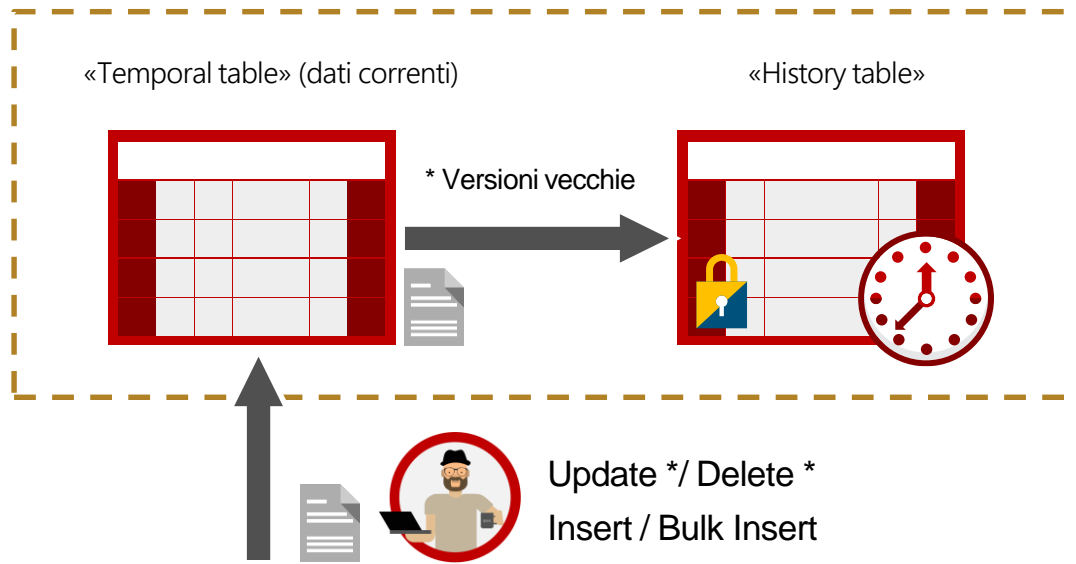 «Temporal table» (dati correnti)
«History table»
* Versioni vecchie
Update */ Delete *
Insert / Bulk Insert